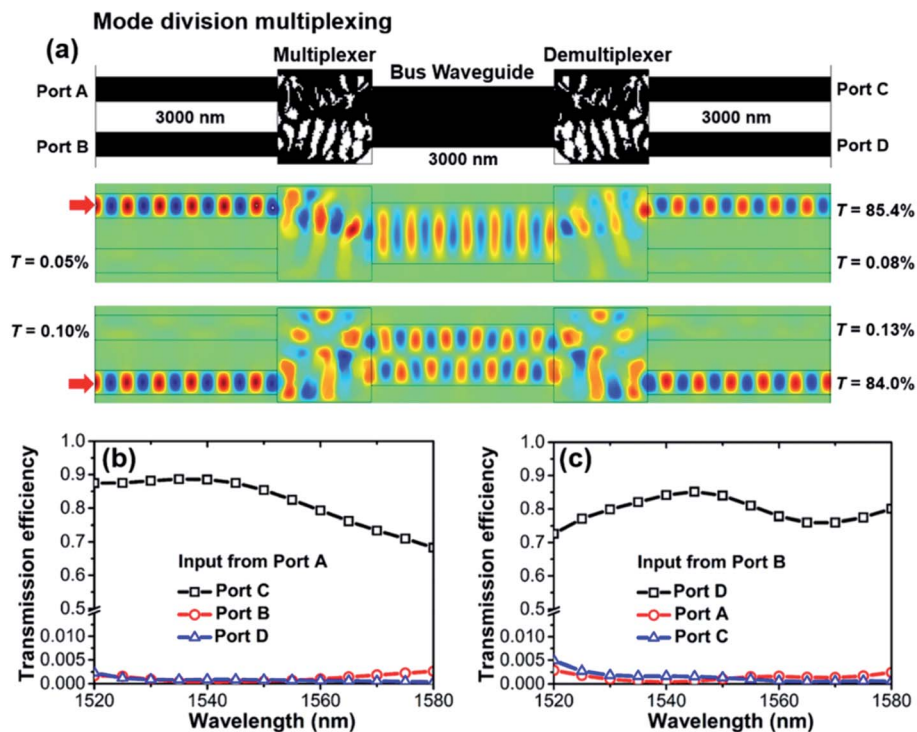 Mode division multiplexing
(a)
Multiplexer
Demultiplexer
Bus Waveguide
Port A
Port C
3000 nm
3000 nm
Port B
Port D
3000 nm
T = 85.4%
T = 0.05%
T = 0.08%
T = 0.10%
T = 0.13%
T = 84.0%
(b)
Transmission efficiency
1.0
0.9
0.8
0.7
0.6
0.5
0.010
0.005
0.000
Input from Port A
Port C
Port B
Port D
1520 1540 1560 1580
Wavelength (nm)
(c)
Transmission efficiency
1.0
0.9
0.8
0.7
0.6
0.5
0.010
0.005
0.000
Input from Port B
Port D
Port A
Port C
1520 1540 1560 1580
Wavelength (nm)